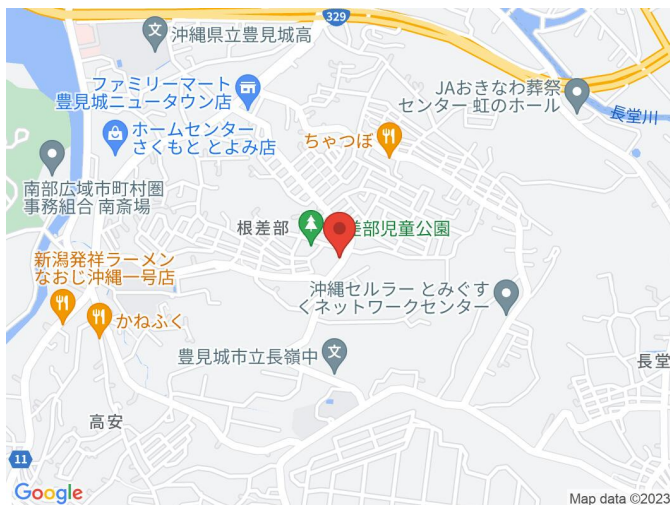 329
沖縄県立豊見城高
ファミリーマート
豊見城ニュータウン店
JAおきなわ葬祭
センター 虹のホール
長堂川
ホームセンター
さくもと とよみ店
ちゃつぼ
南部広域市町村圏
事務組合 南斎場
根差部
差部児童公園
新潟発祥ラーメン
なおじ沖縄一号店
沖縄セルラー とみぐす
くネットワークセンター
かねふく
豊見城市立長嶺中
長堂
高安
11
Google
Map data ©2023